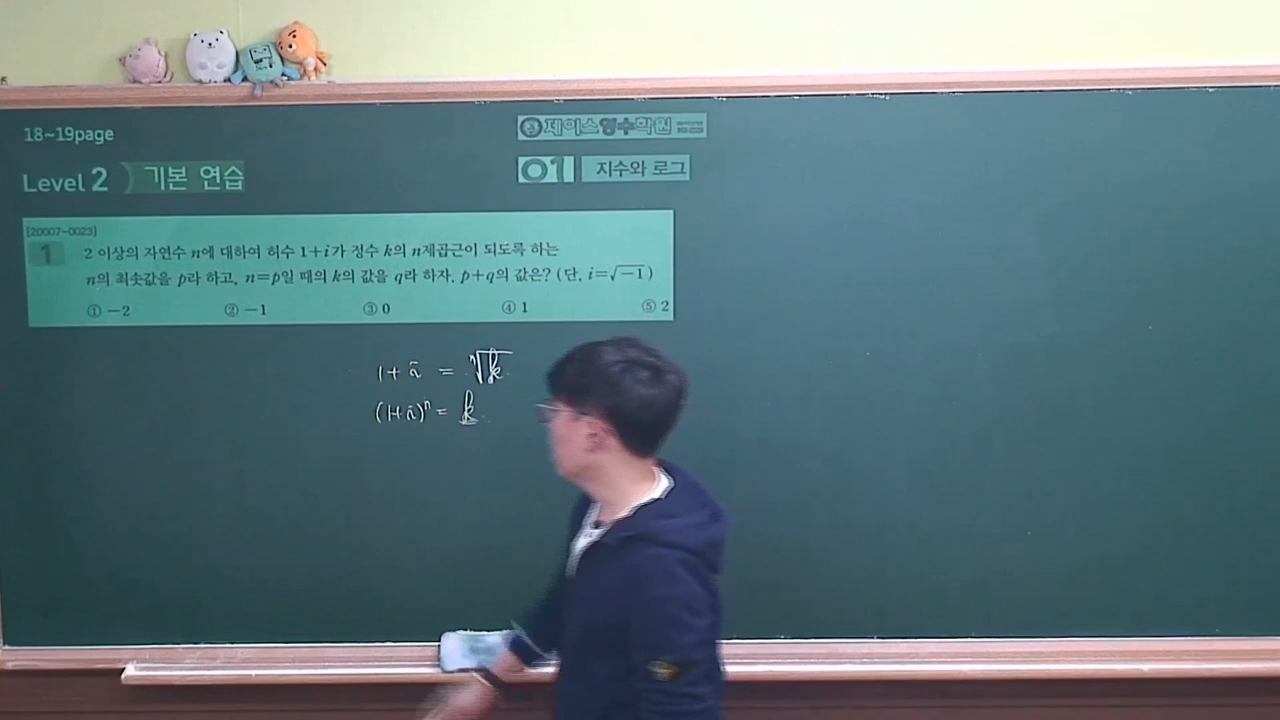 18~19page
제이스영수학원
Level 2 기본 연습
01 지수와 로그
[20007-0023]
1 2 이상의 자연수 n에 대하여 허수 1+i가 정수 k의 n제곱근이 되도록 하는
n의 최솟값을 p라 하고, n=p일 때의 k의 값을 q라 하자. p+q의 값은? (단, i=√-1)
① -2 ② -1 ③ 0 ④ 1 ⑤ 2
1+i = ⁿ√k
(1+i)ⁿ = k